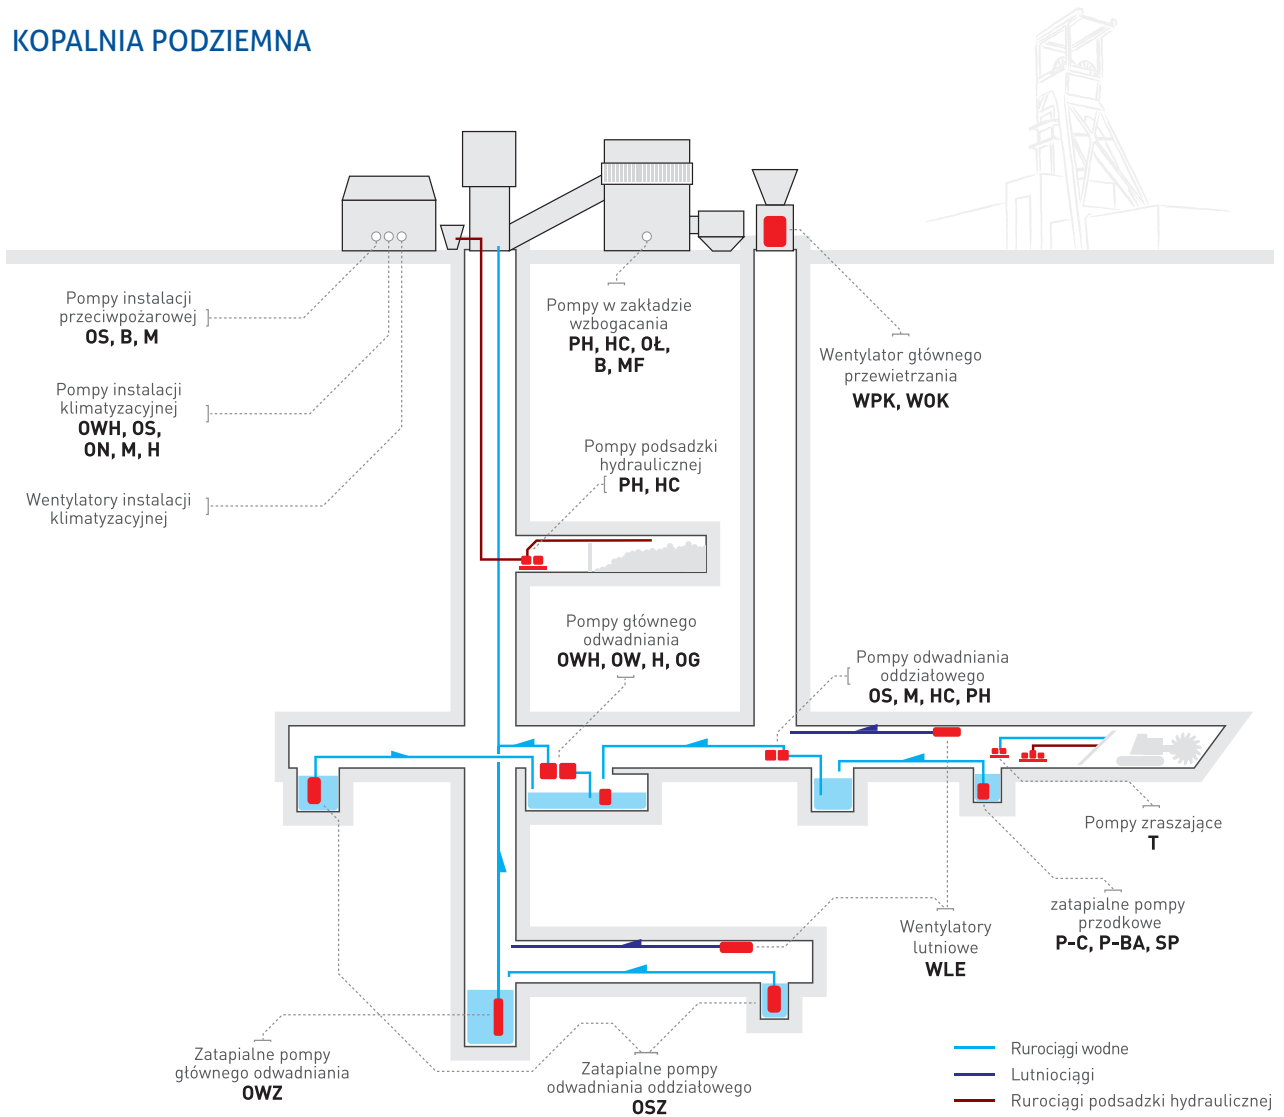 KOPALNIA PODZIEMNA
Pompy instalacji
przeciwpożarowej
OS, B, M
Pompy instalacji
klimatyzacyjnej
OWH, OS,
ON, M, H
Wentylatory instalacji
klimatyzacyjnej
Pompy w zakładzie
wzbogacania
PH, HC, OŁ,
B, MF
Wentylator głównego
przewietrzania
WPK, WOK
Pompy podsadzki
hydraulicznej
PH, HC
Pompy głównego
odwadniania
OWH, OW, H, OG
Pompy odwadniania
oddziałowego
OS, M, HC, PH
Pompy zraszające
T
zatapialne pompy
przodkowe
P-C, P-BA, SP
Wentylatory
lutniowe
WLE
Zatapialne pompy
głównego odwadniania
OWZ
Zatapialne pompy
odwadniania oddziałowego
OSZ
Rurociągi wodne
Lutniociągi
Rurociągi podsadzki hydraulicznej